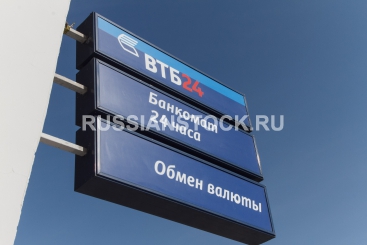 ВТБ24
Банкомат
24 часа
RUSSIANSTOCK.RU
Обмен валюты